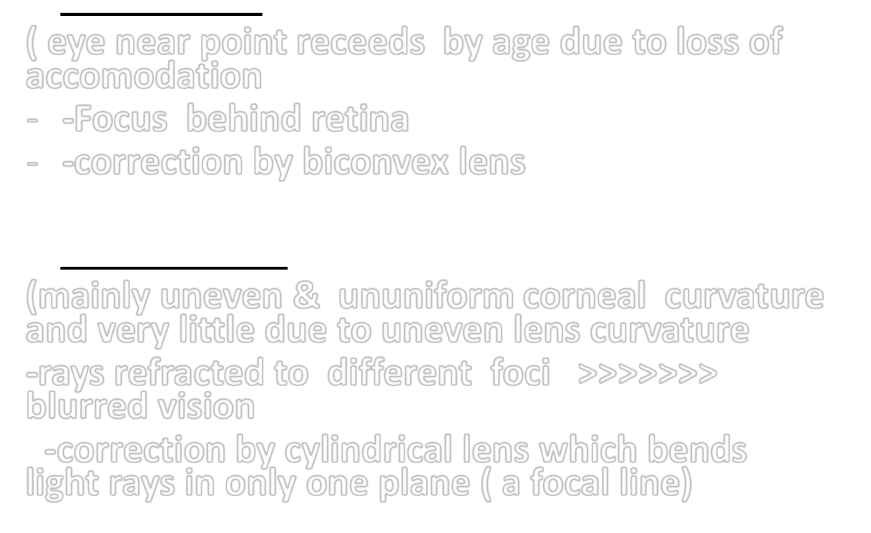 ( eye near point receeds by age due to loss of
accomodation
- -Focus behind retina
- -correction by biconvex lens
(mainly uneven & ununiform corneal curvature
and very little due to uneven lens curvature
-rays refracted to different foci >>>>>>>
blurred vision
-correction by cylindrical lens which bends
light rays in only one plane ( a focal line)